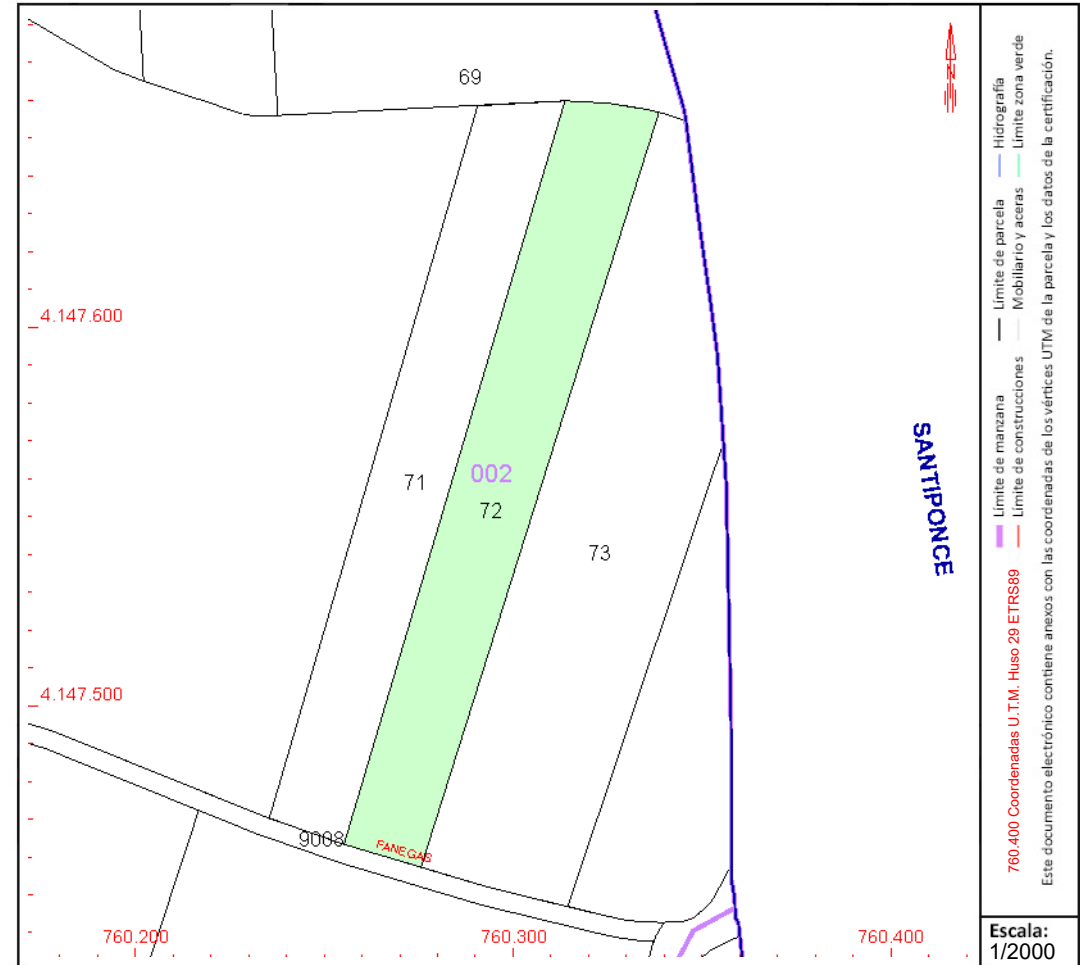 69
N
4.147.600
71
002
72
73
SANTIPONCE
4.147.500
9008
FANEGAS
760.200
760.300
760.400
Límite de manzana
Límite de parcela
Hidrografía
Límite de construcciones
Mobiliario y aceras
Límite zona verde
760.400 Coordenadas U.T.M. Huso 29 ETRS89
Este documento electrónico contiene anexos con las coordenadas de los vértices UTM de la parcela y los datos de la certificación.
Escala:
1/2000